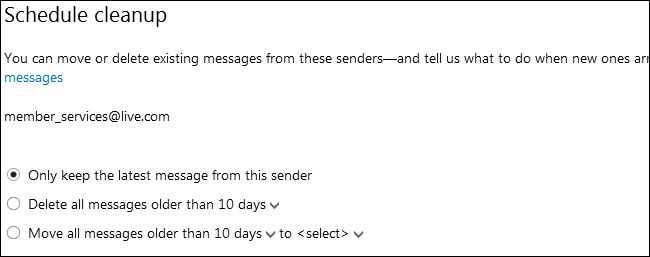 Schedule cleanup
You can move or delete existing messages from these senders—and tell us what to do when new ones
messages
member_services@live.com
Only keep the latest message from this sender
Delete all messages older than 10 days
Move all messages older than 10 days to <select>